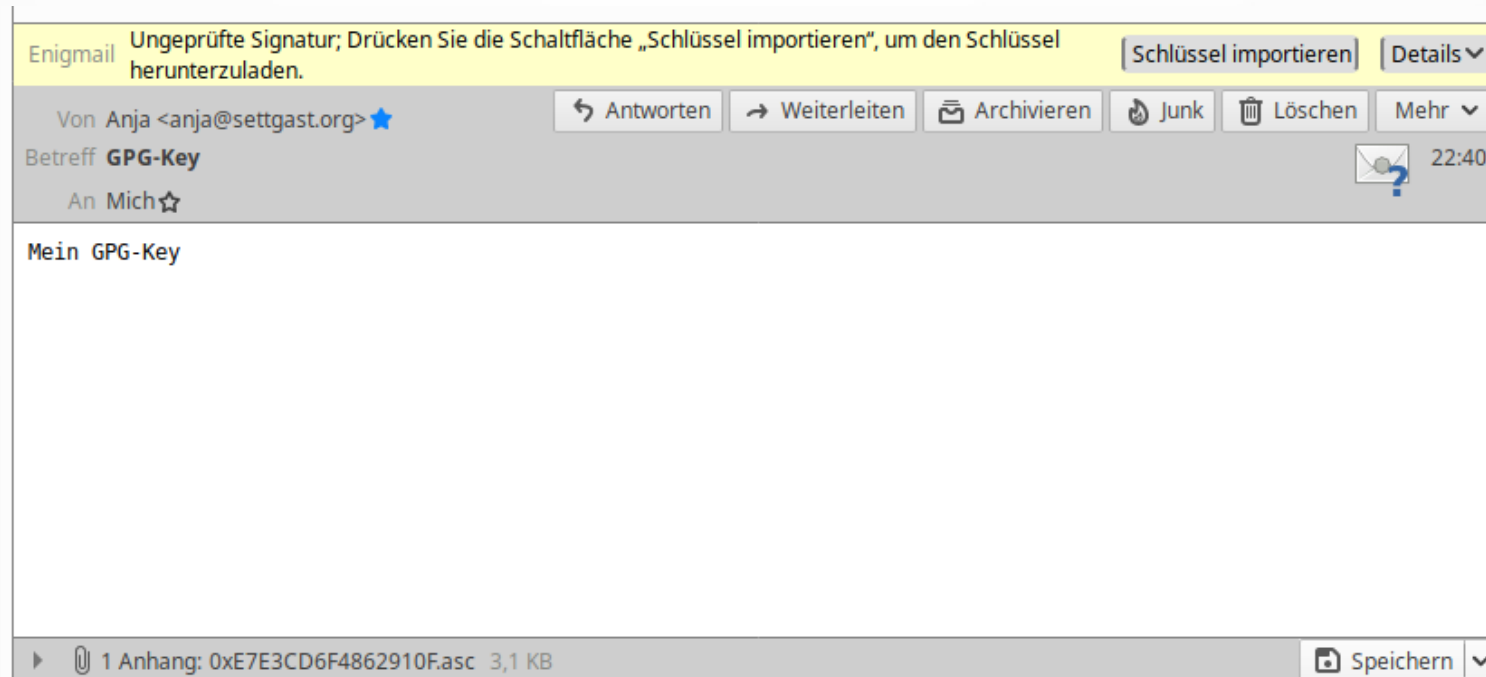 Enigmail Ungeprüfte Signatur; Drücken Sie die Schaltfläche „Schlüssel importieren“, um den Schlüssel
herunterzuladen.
Schlüssel importieren Details
Von Anja <anja@settgast.org>
Antworten Weiterleiten Archivieren Junk Löschen Mehr
Betreff GPG-Key
22:40
An Mich
Mein GPG-Key
1 Anhang: 0xE7E3CD6F4862910F.asc 3,1 KB
Speichern